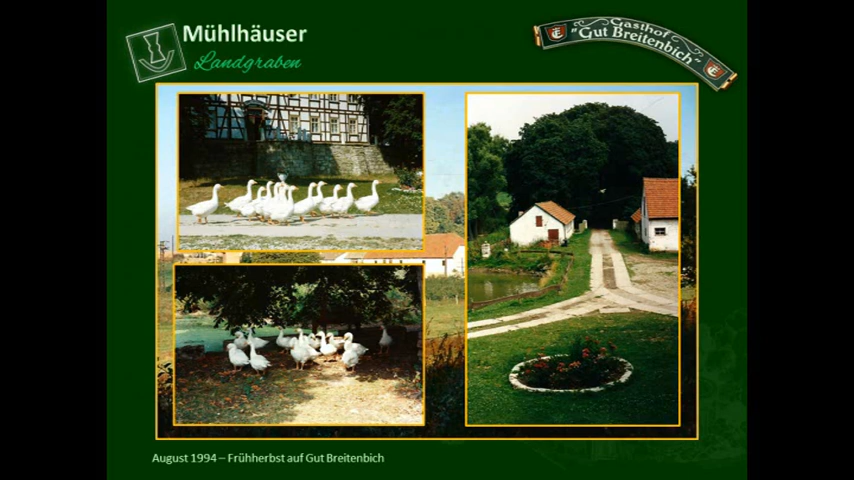 Mühlhäuser
Landgraben
Gasthof
"Gut Breitenbich"
August 1994 – Frühherbst auf Gut Breitenbich